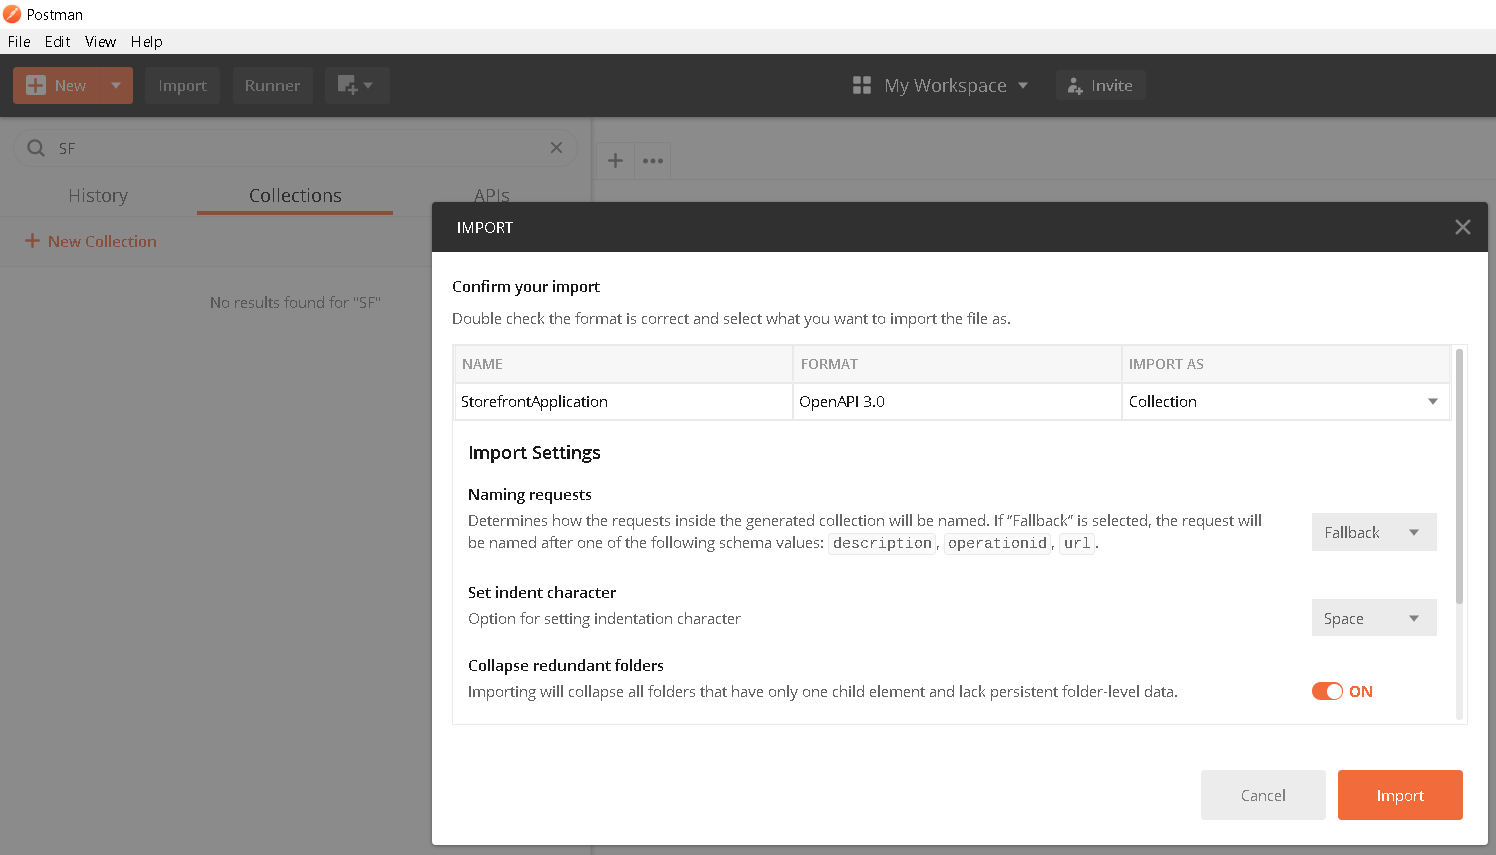 Postman
File Edit View Help
New Import Runner My Workspace Invite
SF
History Collections APIs
New Collection
No results found for "SF"
IMPORT
Confirm your import
Double check the format is correct and select what you want to import the file as.
NAME FORMAT IMPORT AS
StorefrontApplication OpenAPI 3.0 Collection
Import Settings
Naming requests
Determines how the requests inside the generated collection will be named. If “Fallback” is selected, the request will
be named after one of the following schema values: description, operationid, url.
Fallback
Set indent character
Option for setting indentation character
Space
Collapse redundant folders
Importing will collapse all folders that have only one child element and lack persistent folder-level data.
ON
Cancel Import